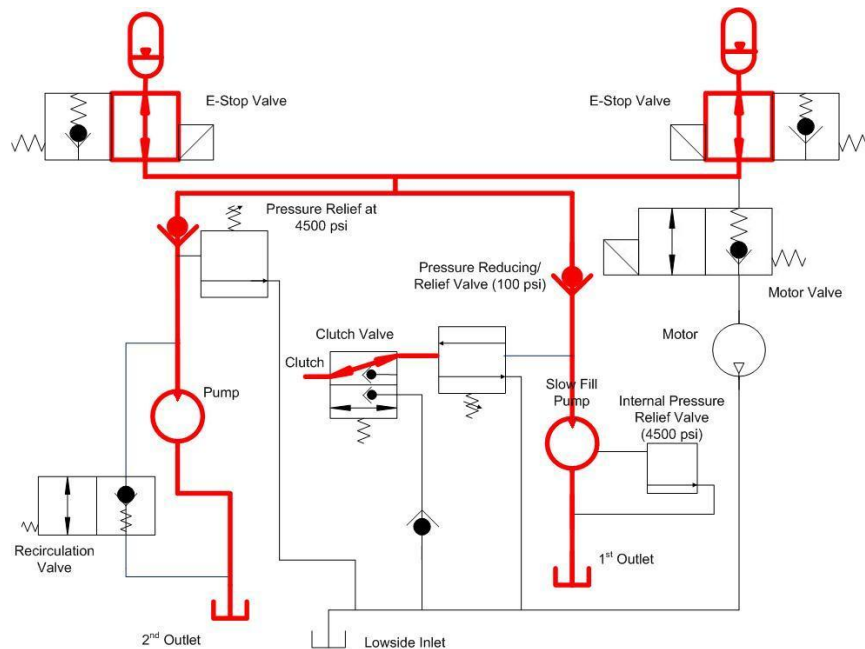 E-Stop Valve
E-Stop Valve
Pressure Relief at
4500 psi
Pressure Reducing/
Relief Valve (100 psi)
Motor Valve
Clutch Valve
Motor
Clutch
Pump
Slow Fill
Pump
Internal Pressure
Relief Valve
(4500 psi)
Recirculation
Valve
1st Outlet
2nd Outlet
Lowside Inlet